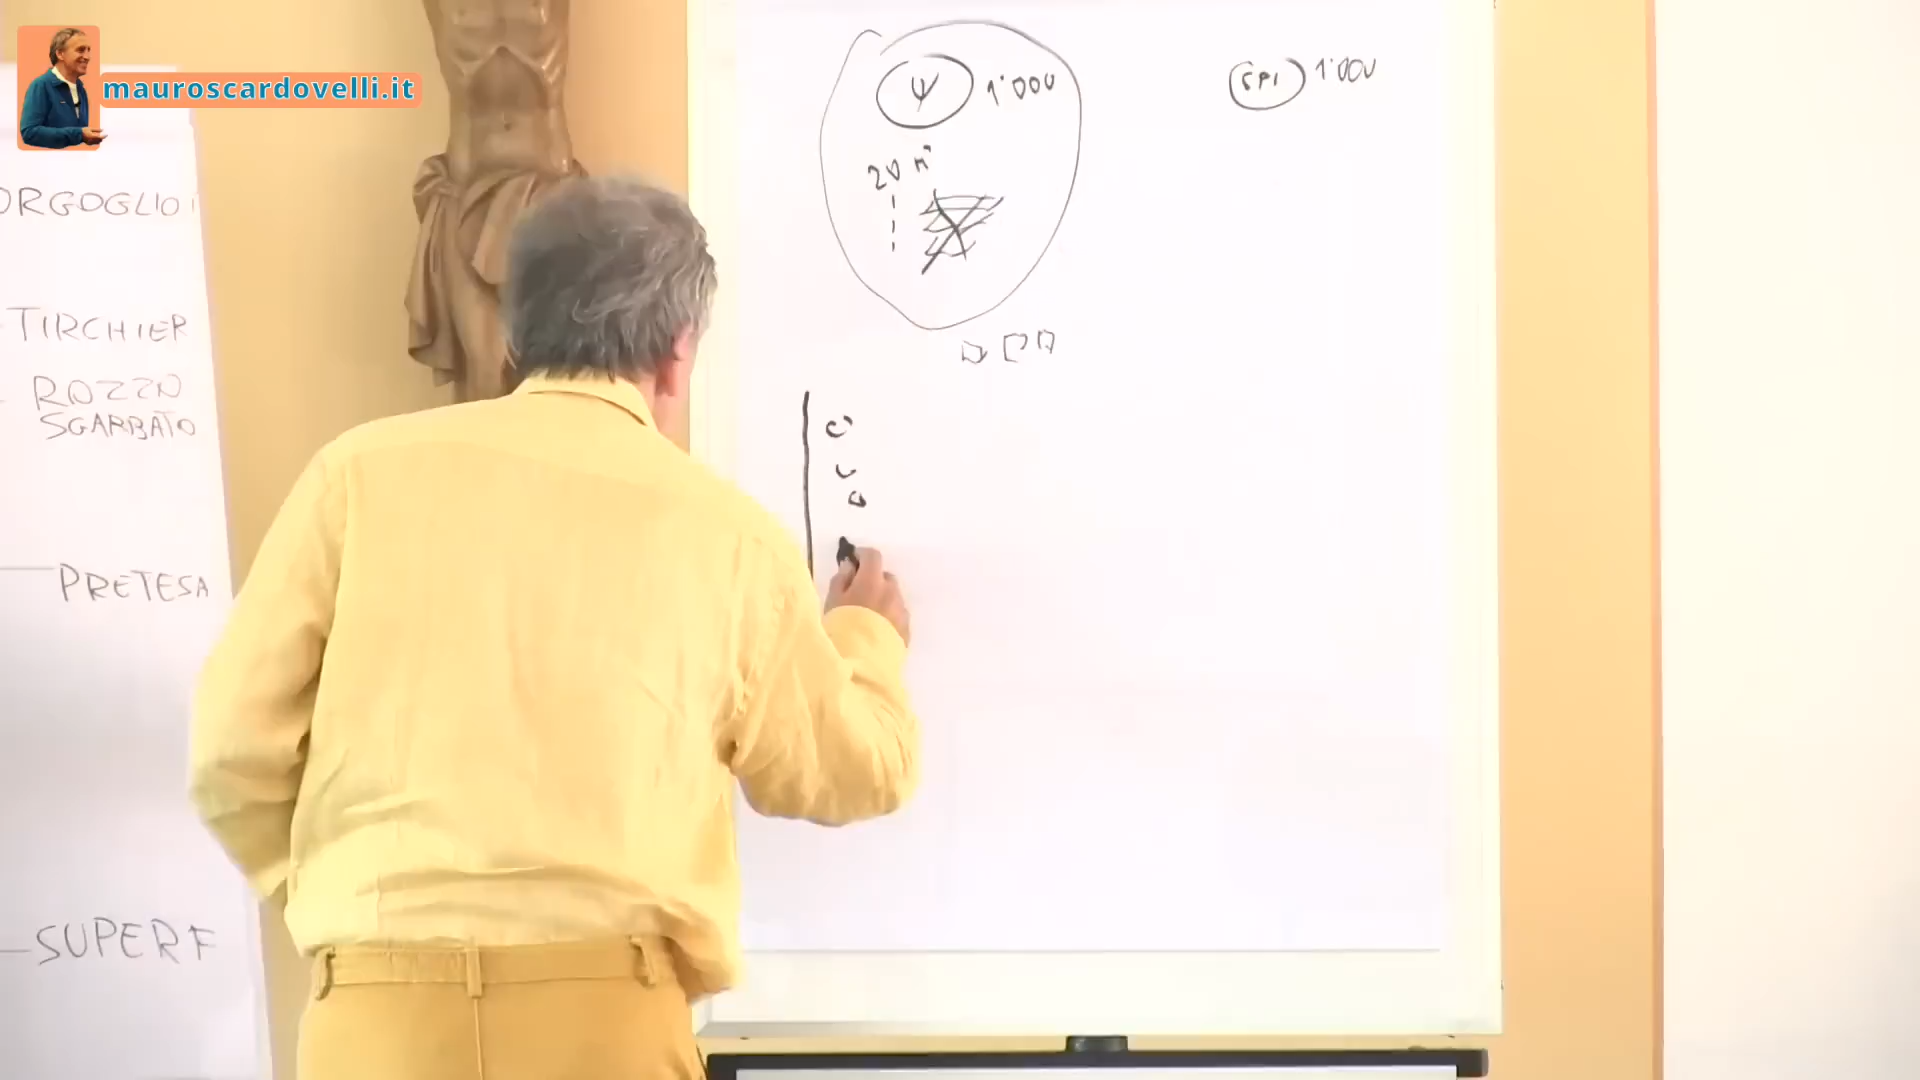 mauroscardovelli.it
ORGOGLIO
TIRCHIER
ROZZO
SGARBATO
PRETESA
SUPERF
Ψ 1'000
20
SPI 1'000